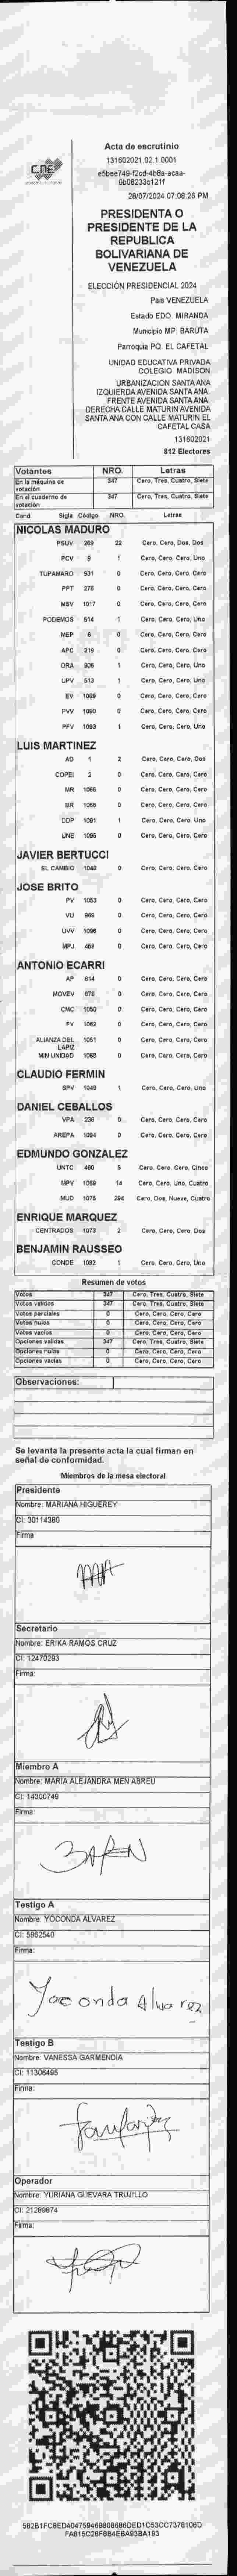 CNE
Acta de escrutinio
131602021.02.1.0001
28/07/2024 07:08:26 PM
PRESIDENTA O
PRESIDENTE DE LA
REPUBLICA
BOLIVARIANA DE
VENEZUELA
ELECCIÓN PRESIDENCIAL 2024
Pais VENEZUELA
Estado EDO. MIRANDA
Municipio MP. BARUTA
Parroquia PQ. EL CAFETAL
UNIDAD EDUCATIVA PRIVADA
COLEGIO MADISON
URBANIZACION SANTA ANA
IZQUIERDA AVENIDA SANTA ANA.
FRENTE AVENIDA SANTA ANA.
DERECHA CALLE MATURIN AVENIDA
SANTA ANA CON CALLE MATURIN EL
CAFETAL CASA
131602021
812 Electores
Votantes NRO. Letras
En la máquina de votación 347 Cero, Tres, Cuatro, Siete
En el cuaderno de votación 347 Cero, Tres, Cuatro, Siete
Cand. Sigla Código NRO. Letras
NICOLAS MADURO
PSUV 269 22 Cero, Cero, Dos, Dos
PCV 9 1 Cero, Cero, Cero, Uno
TUPAMARO 931 0 Cero, Cero, Cero, Cero
PPT 276 0 Cero, Cero, Cero, Cero
MSV 1017 0 Cero, Cero, Cero, Cero
PODEMOS 514 1 Cero, Cero, Cero, Uno
MEP 6 0 Cero, Cero, Cero, Cero
APC 219 0 Cero, Cero, Cero, Cero
ORA 906 1 Cero, Cero, Cero, Uno
UPV 513 1 Cero, Cero, Cero, Uno
EV 1089 0 Cero, Cero, Cero, Cero
PVV 1090 0 Cero, Cero, Cero, Cero
PFV 1093 1 Cero, Cero, Cero, Uno
LUIS MARTINEZ
AD 1 2 Cero, Cero, Cero, Dos
COPEI 2 0 Cero, Cero, Cero, Cero
MR 1066 0 Cero, Cero, Cero, Cero
BR 1058 0 Cero, Cero, Cero, Cero
DDP 1091 1 Cero, Cero, Cero, Uno
UNE 1095 0 Cero, Cero, Cero, Cero
JAVIER BERTUCCI
EL CAMBIO 1048 0 Cero, Cero, Cero, Cero
JOSE BRITO
PV 1053 0 Cero, Cero, Cero, Cero
VU 969 0 Cero, Cero, Cero, Cero
UVV 1096 0 Cero, Cero, Cero, Cero
MPJ 458 0 Cero, Cero, Cero, Cero
ANTONIO ECARRI
AP 814 0 Cero, Cero, Cero, Cero
MOVEV 679 0 Cero, Cero, Cero, Cero
CMC 1050 0 Cero, Cero, Cero, Cero
FV 1062 0 Cero, Cero, Cero, Cero
ALIANZA DEL LAPIZ 1051 0 Cero, Cero, Cero, Cero
MIN UNIDAD 1068 0 Cero, Cero, Cero, Cero
CLAUDIO FERMIN
SPV 1049 1 Cero, Cero, Cero, Uno
DANIEL CEBALLOS
VPA 236 0 Cero, Cero, Cero, Cero
AREPA 1094 0 Cero, Cero, Cero, Cero
EDMUNDO GONZALEZ
UNTC 460 5 Cero, Cero, Cero, Cinco
MPV 1069 14 Cero, Cero, Uno, Cuatro
MUD 1075 294 Cero, Dos, Nueve, Cuatro
ENRIQUE MARQUEZ
CENTRADOS 1073 2 Cero, Cero, Cero, Dos
BENJAMIN RAUSSEO
CONDE 1092 1 Cero, Cero, Cero, Uno
Resumen de votos
Votos 347 Cero, Tres, Cuatro, Siete
Votos validos 347 Cero, Tres, Cuatro, Siete
Votos parciales 0 Cero, Cero, Cero, Cero
Votos nulos 0 Cero, Cero, Cero, Cero
Votos vacios 0 Cero, Cero, Cero, Cero
Opciones validas 347 Cero, Tres, Cuatro, Siete
Opciones nulas 0 Cero, Cero, Cero, Cero
Opciones vacias 0 Cero, Cero, Cero, Cero
Observaciones:
Se levanta la presente acta la cual firman en
señal de conformidad.
Miembros de la mesa electoral
Presidente
Nombre: MARIANA HIGUEREY
CI: 30114380
Firma:
Secretario
Nombre: ERIKA RAMOS CRUZ
CI: 12470293
Firma:
Miembro A
Nombre: MARIA ALEJANDRA MEN ABREU
CI: 14300749
Firma:
Testigo A
Nombre: YOCONDA ALVAREZ
CI: 5962540
Firma:
Yoconda Alvarez
Testigo B
Nombre: VANESSA GARMENDIA
CI: 11306495
Firma:
Operador
Nombre: YURIANA GUEVARA TRUJILLO
CI: 21289874
Firma: